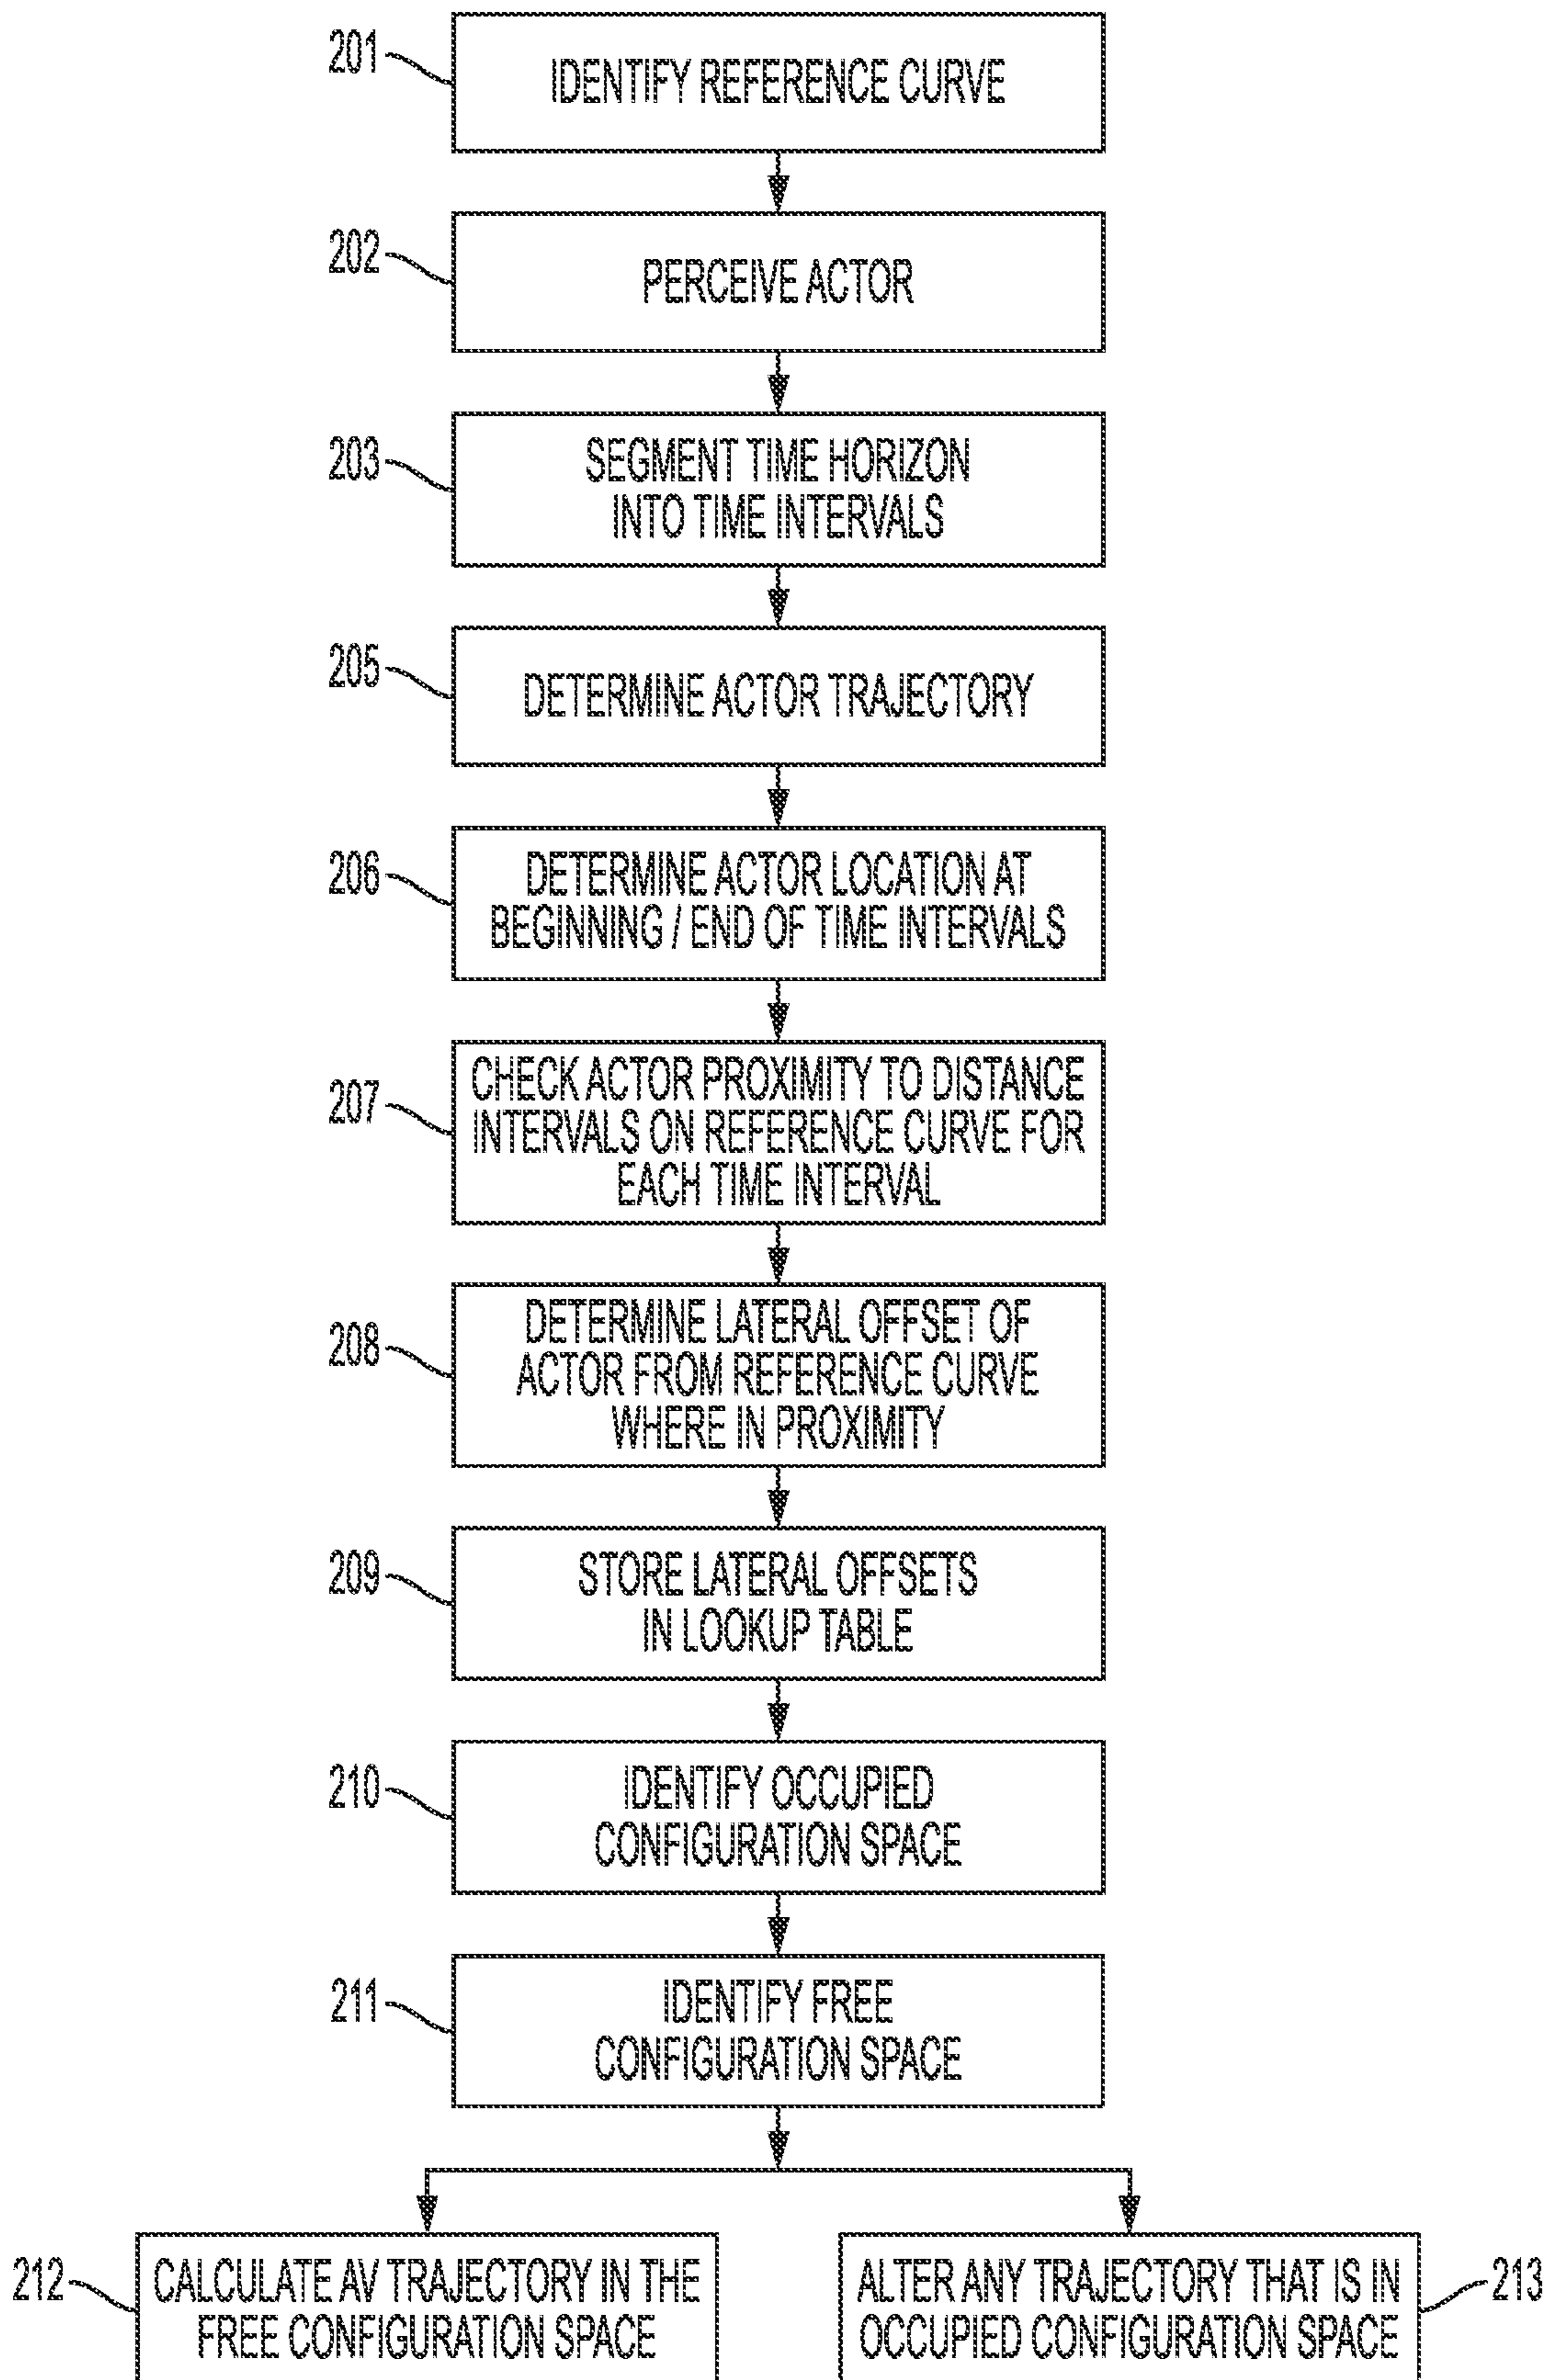 201
IDENTIFY REFERENCE CURVE
202
PERCEIVE ACTOR
203
SEGMENT TIME HORIZON
INTO TIME INTERVALS
205
DETERMINE ACTOR TRAJECTORY
206
DETERMINE ACTOR LOCATION AT
BEGINNING / END OF TIME INTERVALS
207
CHECK ACTOR PROXIMITY TO DISTANCE
INTERVALS ON REFERENCE CURVE FOR
EACH TIME INTERVAL
208
DETERMINE LATERAL OFFSET OF
ACTOR FROM REFERENCE CURVE
WHERE IN PROXIMITY
209
STORE LATERAL OFFSETS
IN LOOKUP TABLE
210
IDENTIFY OCCUPIED
CONFIGURATION SPACE
211
IDENTIFY FREE
CONFIGURATION SPACE
212
CALCULATE AV TRAJECTORY IN THE
FREE CONFIGURATION SPACE
ALTER ANY TRAJECTORY THAT IS IN
OCCUPIED CONFIGURATION SPACE
213